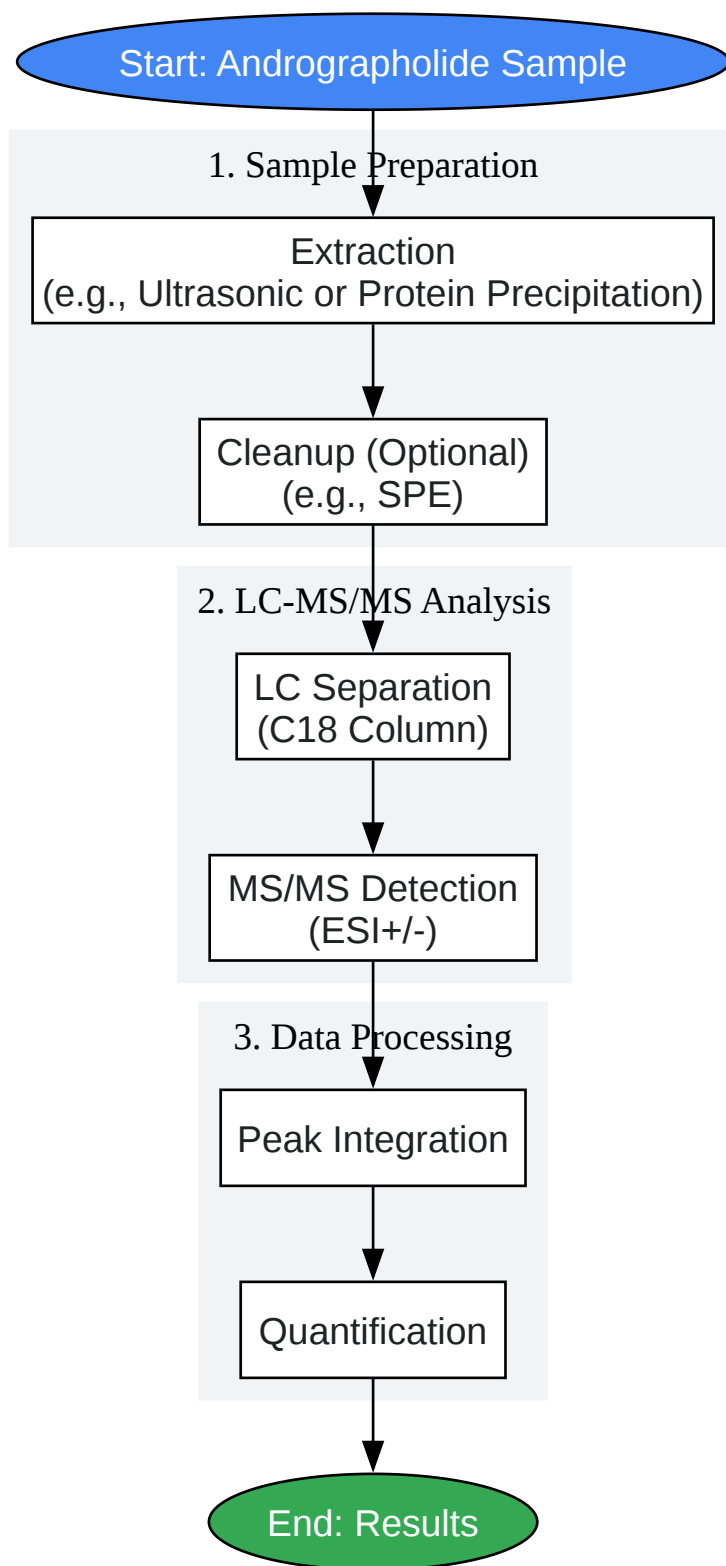 Start: Andrographolide Sample
1. Sample Preparation
Extraction
(e.g., Ultrasonic or Protein Precipitation)
Cleanup (Optional)
(e.g., SPE)
2. LC-MS/MS Analysis
LC Separation
(C18 Column)
MS/MS Detection
(ESI+/-)
3. Data Processing
Peak Integration
Quantification
End: Results